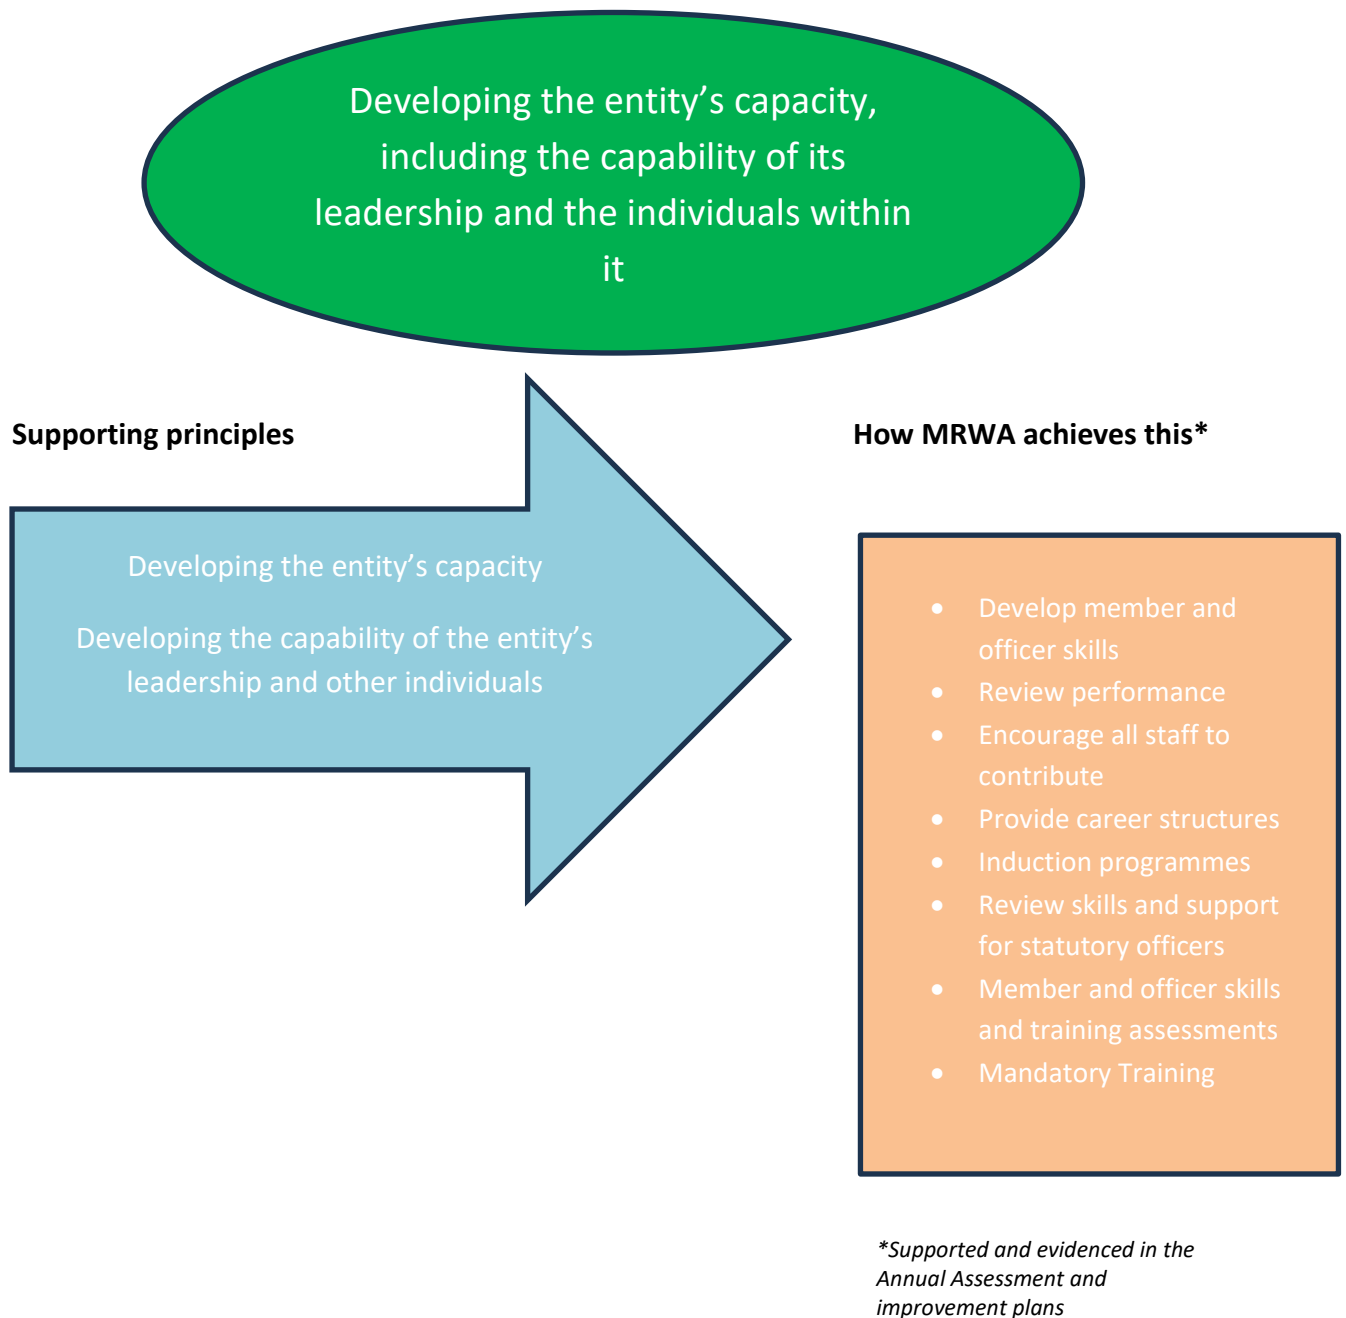 Developing the entity’s capacity,
including the capability of its
leadership and the individuals within
it
Supporting principles
How MRWA achieves this*
Developing the entity’s capacity
Developing the capability of the entity’s
leadership and other individuals
• Develop member and
officer skills
• Review performance
• Encourage all staff to
contribute
• Provide career structures
• Induction programmes
• Review skills and support
for statutory officers
• Member and officer skills
and training assessments
• Mandatory Training
*Supported and evidenced in the
Annual Assessment and
improvement plans